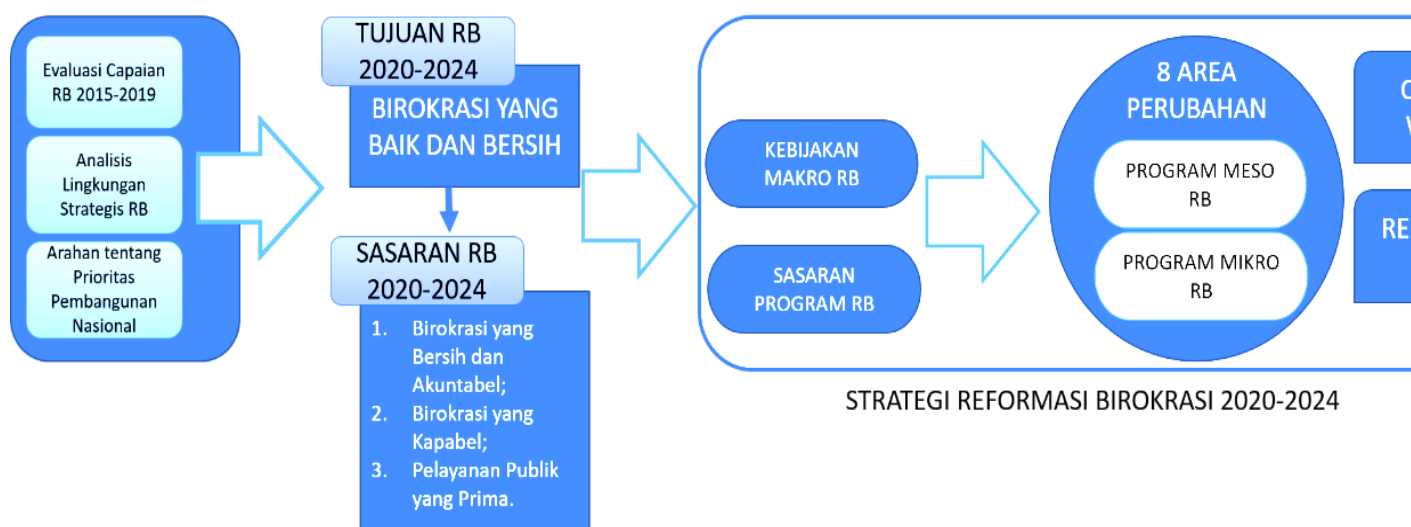 Evaluasi Capaian
RB 2015-2019
Analisis
Lingkungan
Strategis RB
Arahan tentang
Prioritas
Pembangunan
Nasional
TUJUAN RB
2020-2024
BIROKRASI YANG
BAIK DAN BERSIH
SASARAN RB
2020-2024
1. Birokrasi yang
Bersih dan
Akuntabel;
2. Birokrasi yang
Kapabel;
3. Pelayanan Publik
yang Prima.
KEBIJAKAN
MAKRO RB
SASARAN
PROGRAM RB
8 AREA
PERUBAHAN
PROGRAM MESO
RB
PROGRAM MIKRO
RB
STRATEGI REFORMASI BIROKRASI 2020-2024